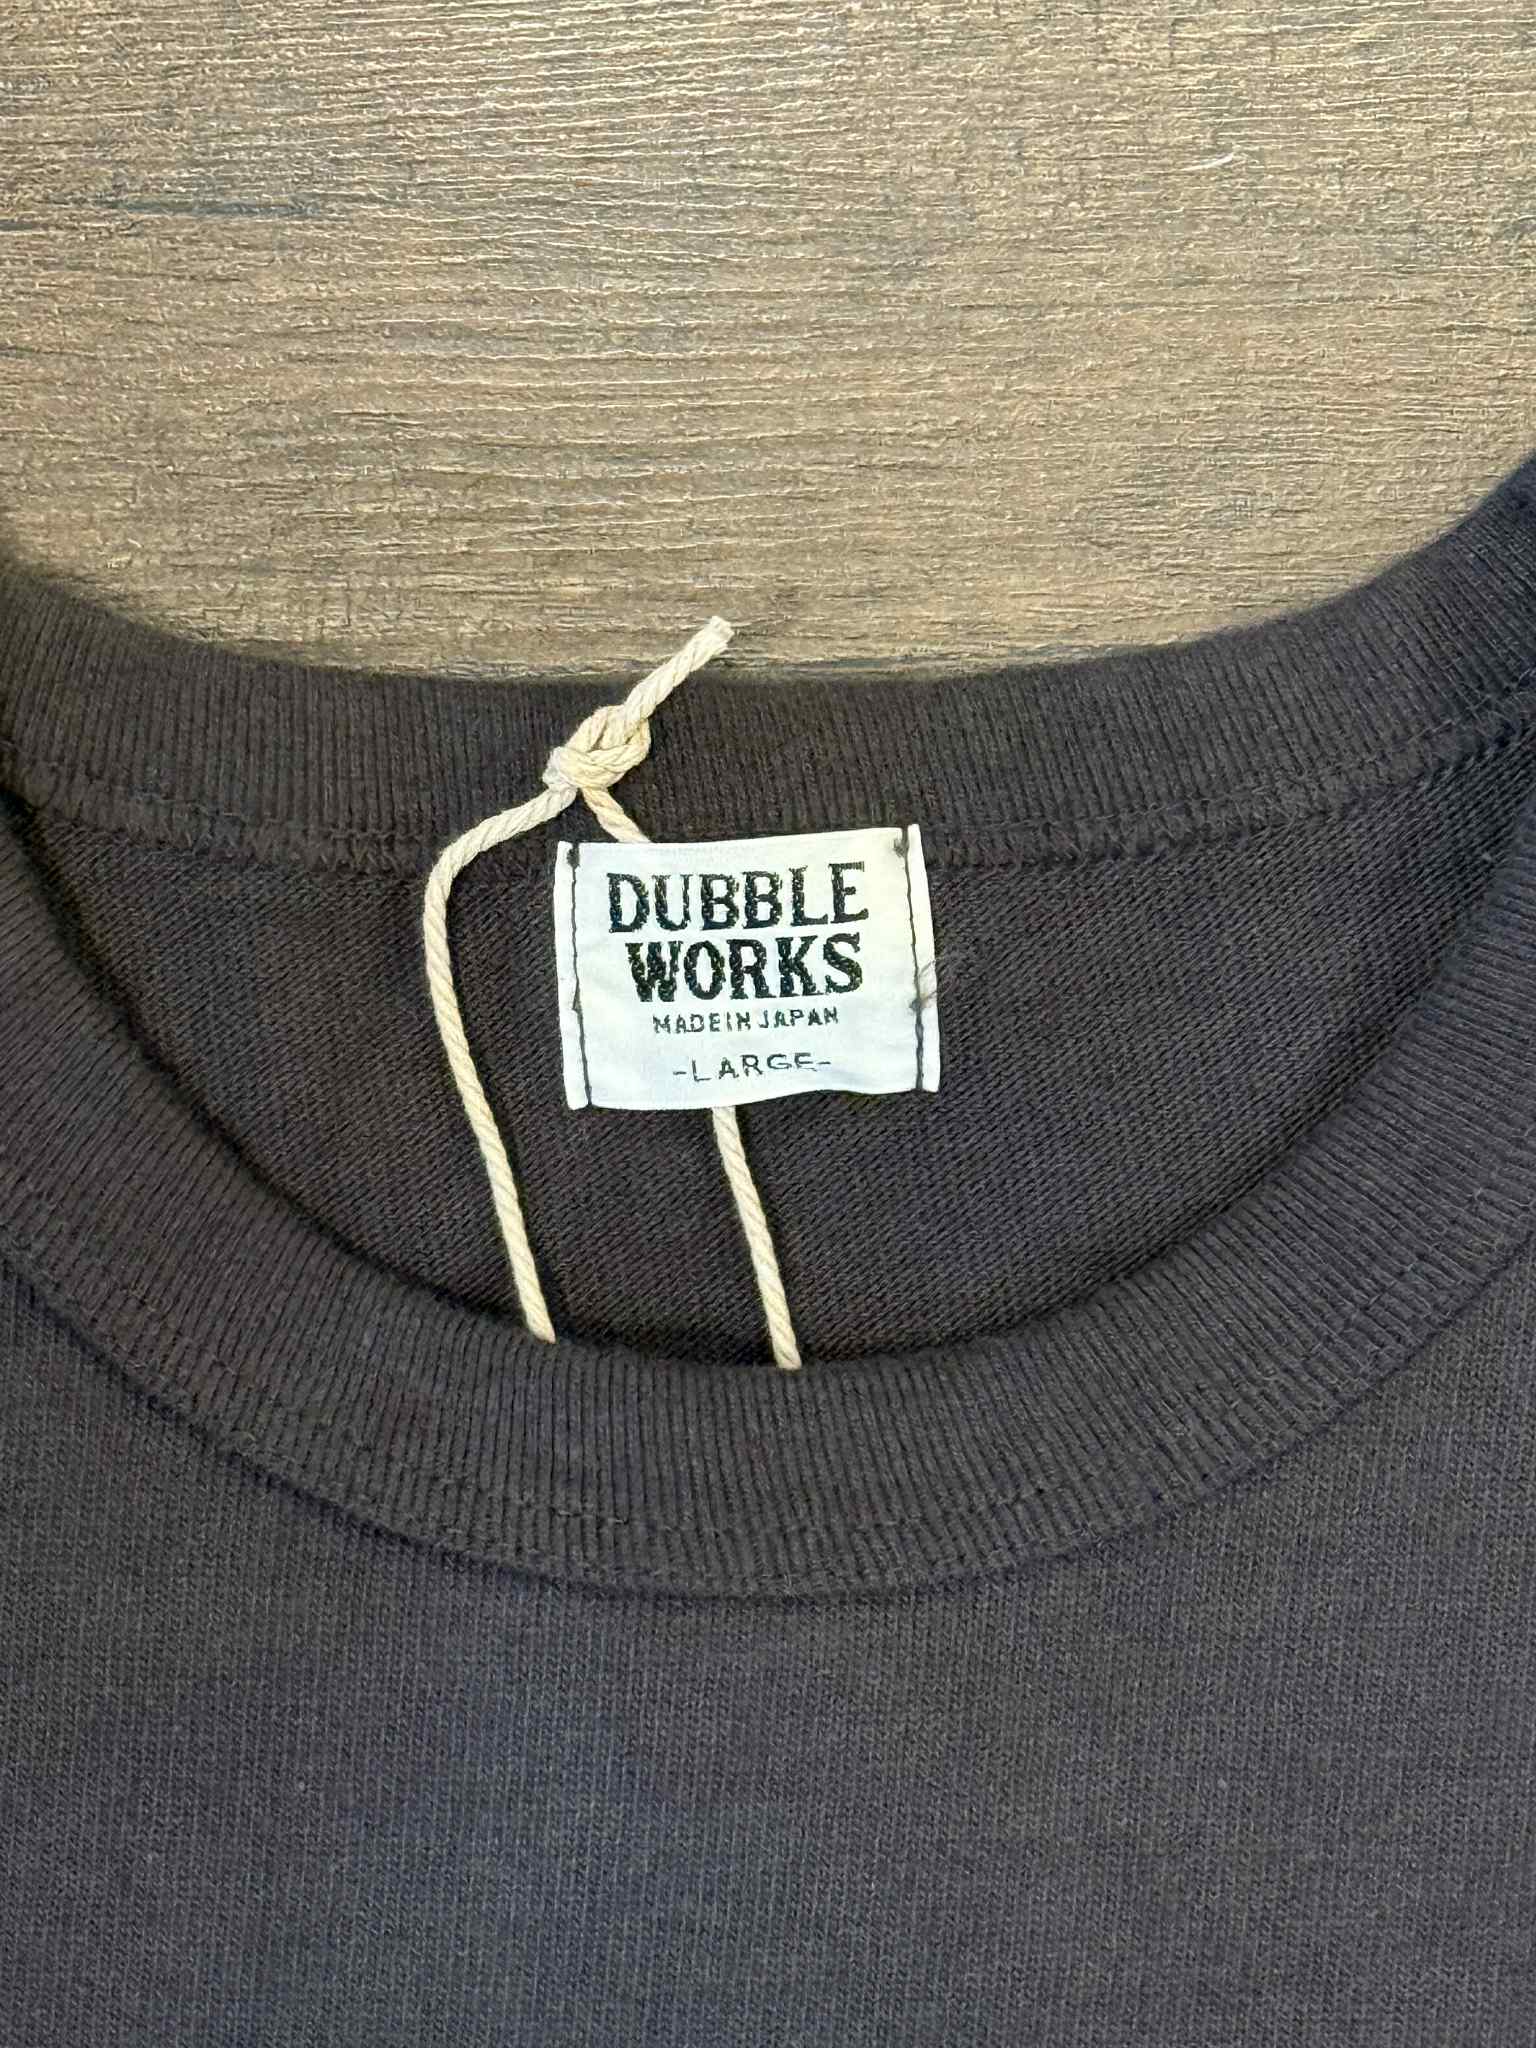 DUBBLE
WORKS
MADE IN JAPAN
-LARGE-